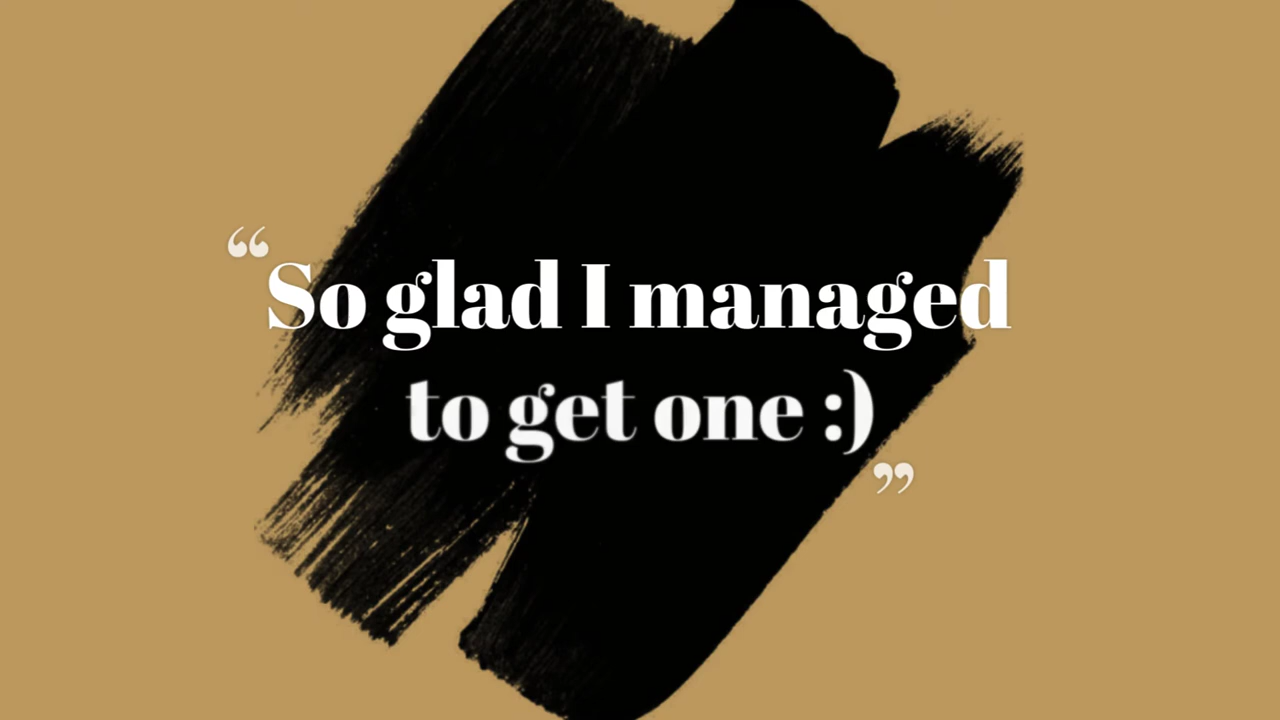 “So glad I managed
to get one :)”